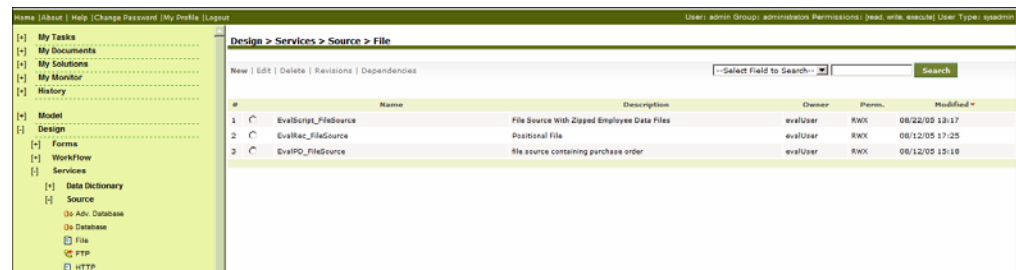 Home |About | Help |Change Password |My Profile |Logout
User: admin Group: administrators Permissions: [read, write, execute] User Type: sysadmin
[+] My Tasks
[+] My Documents
[+] My Solutions
[+] My Monitor
[+] History
[+] Model
[-] Design
[+] Forms
[+] WorkFlow
[-] Services
[+] Data Dictionary
[-] Source
Adv. Database
Database
File
FTP
HTTP
Design > Services > Source > File
New | Edit | Delete | Revisions | Dependencies
--Select Field to Search-- Search
# Name Description Owner Perm. Modified
1 EvalScript_FileSource File Source With Zipped Employee Data Files evalUser RWX 08/22/05 13:17
2 EvalRec_FileSource Positional File evalUser RWX 08/12/05 17:25
3 EvalPO_FileSource file source containing purchase order evalUser RWX 08/12/05 15:16